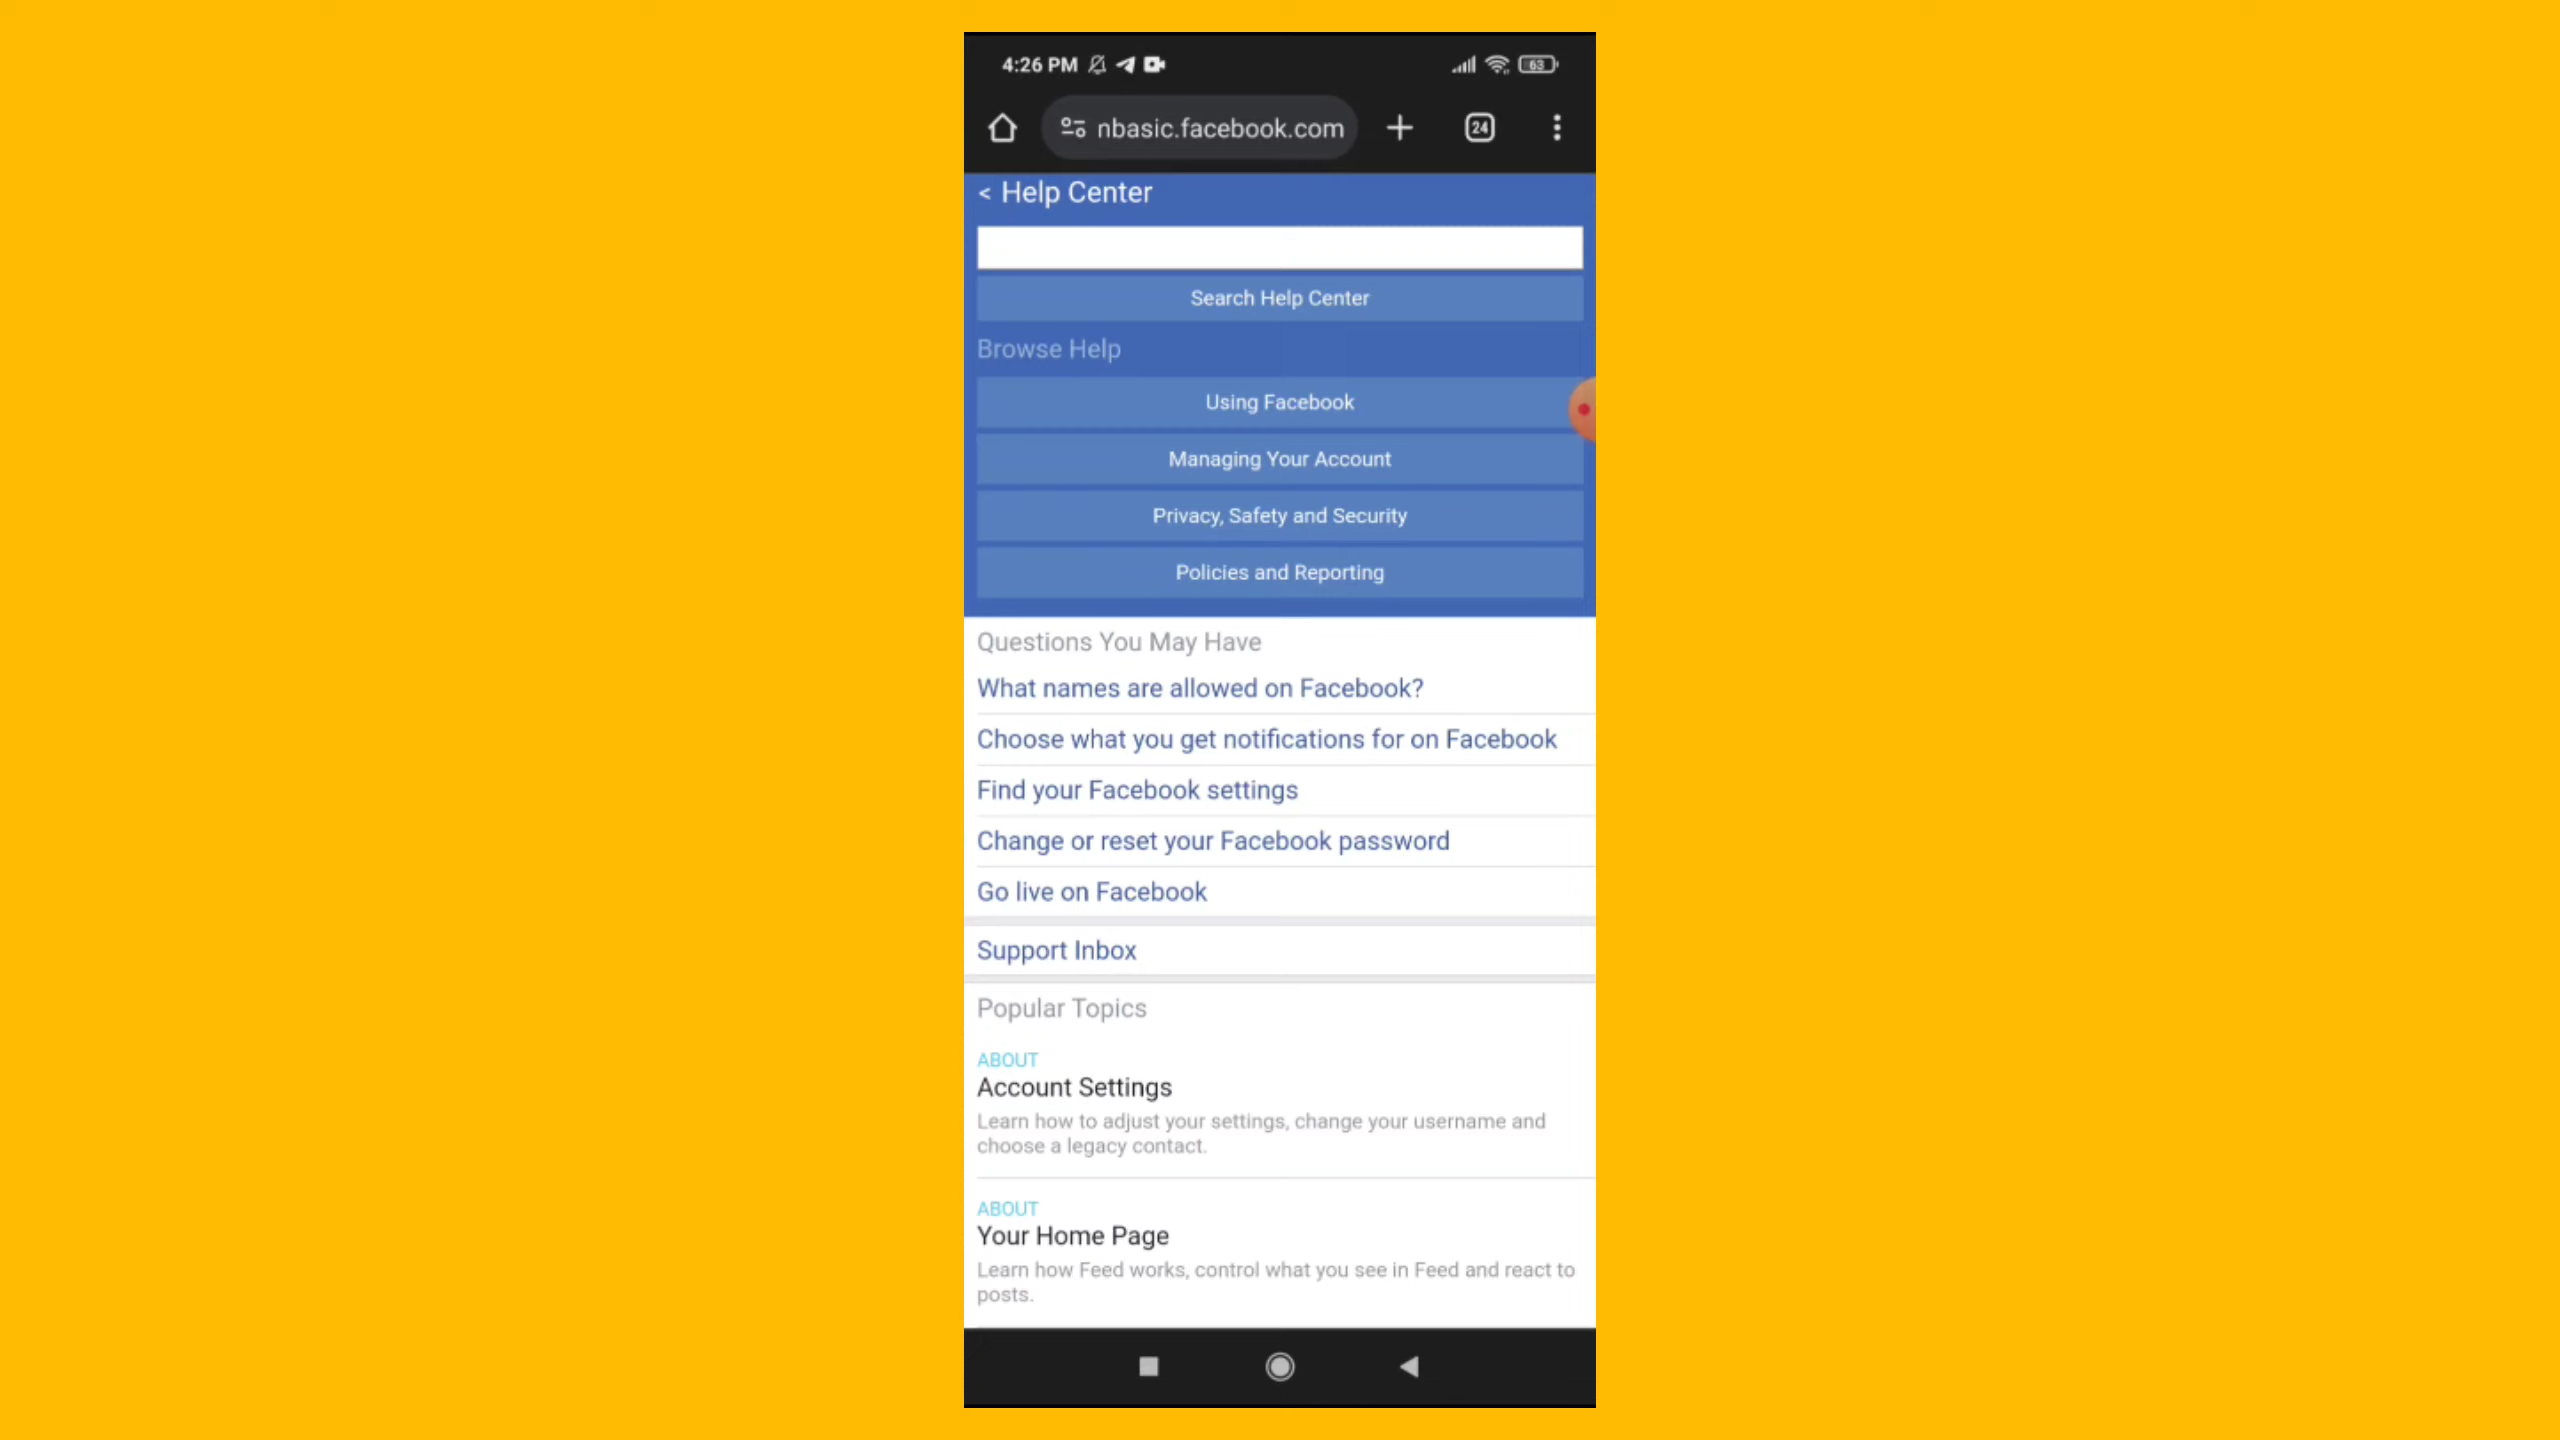 4:26 PM
63
nbasic.facebook.com
24
< Help Center
Search Help Center
Browse Help
Using Facebook
Managing Your Account
Privacy, Safety and Security
Policies and Reporting
Questions You May Have
What names are allowed on Facebook?
Choose what you get notifications for on Facebook
Find your Facebook settings
Change or reset your Facebook password
Go live on Facebook
Support Inbox
Popular Topics
ABOUT
Account Settings
Learn how to adjust your settings, change your username and
choose a legacy contact.
ABOUT
Your Home Page
Learn how Feed works, control what you see in Feed and react to
posts.